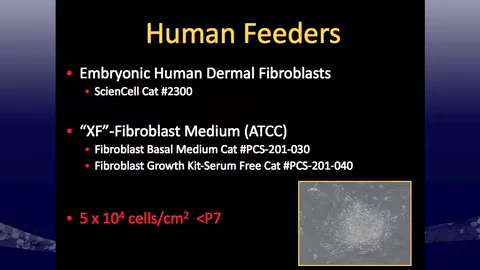 Human Feeders
• Embryonic Human Dermal Fibroblasts
• ScienCell Cat #2300
• “XF”-Fibroblast Medium (ATCC)
• Fibroblast Basal Medium Cat #PCS-201-030
• Fibroblast Growth Kit-Serum Free Cat #PCS-201-040
• 5 x 10⁴ cells/cm² <P7